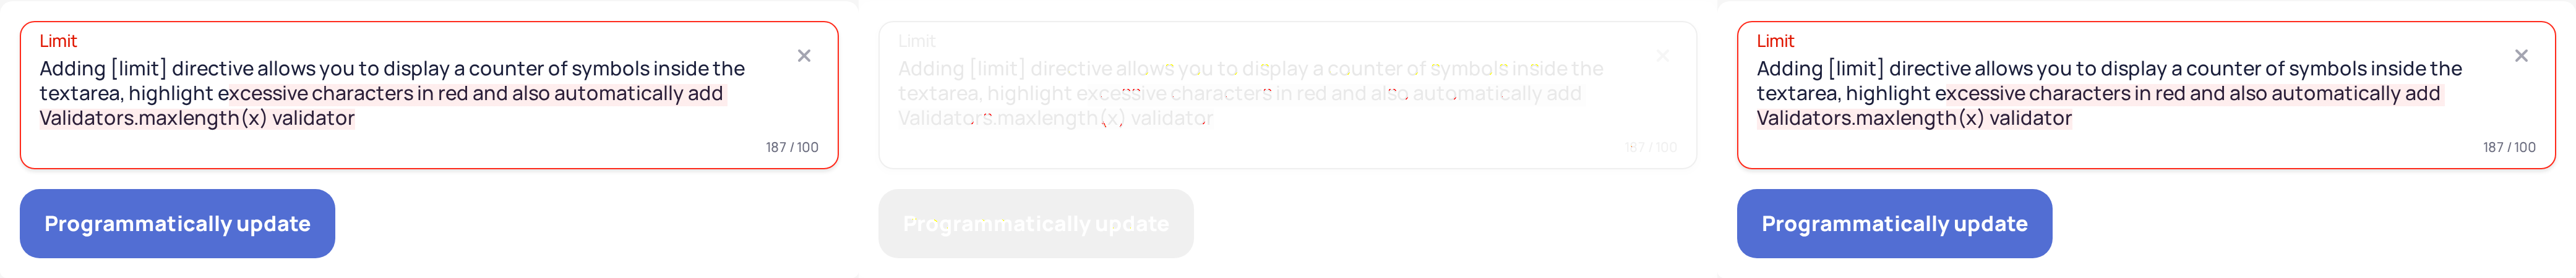 Limit
Adding [limit] directive allows you to display a counter of symbols inside the
textarea, highlight excessive characters in red and also automatically add
Validators.maxlength(x) validator
187 / 100
Programmatically update
Limit
Adding [limit] directive allows you to display a counter of symbols inside the
textarea, highlight excessive characters in red and also automatically add
Validators.maxlength(x) validator
187 / 100
Programmatically update
Limit
Adding [limit] directive allows you to display a counter of symbols inside the
textarea, highlight excessive characters in red and also automatically add
Validators.maxlength(x) validator
187 / 100
Programmatically update